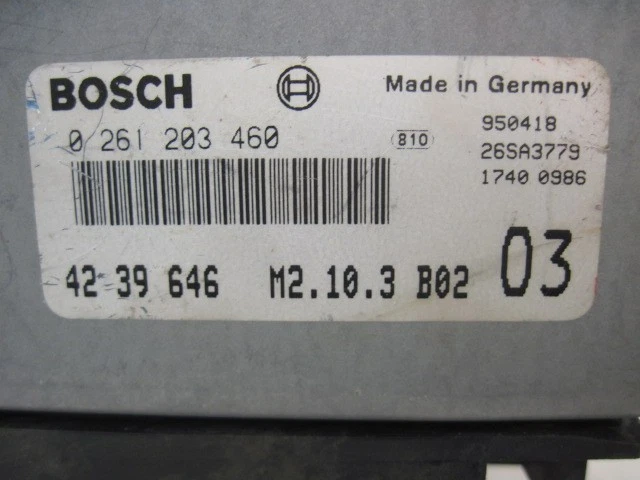 BOSCH Made in Germany
0 261 203 460 810 950418
26SA3779
1740 0986
42 39 646 M2.10.3 B02 03